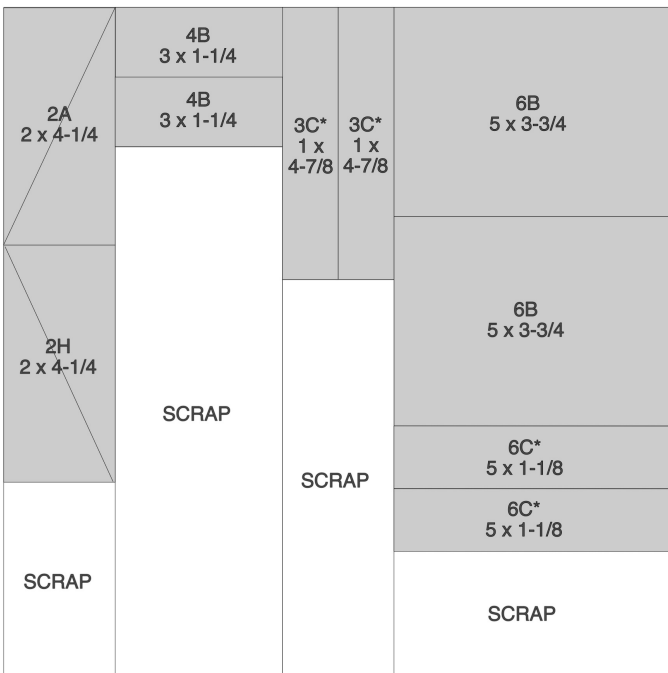 2A
2 x 4-1/4
2H
2 x 4-1/4
SCRAP
4B
3 x 1-1/4
4B
3 x 1-1/4
SCRAP
3C*
1 x
4-7/8
3C*
1 x
4-7/8
SCRAP
6B
5 x 3-3/4
6B
5 x 3-3/4
6C*
5 x 1-1/8
6C*
5 x 1-1/8
SCRAP